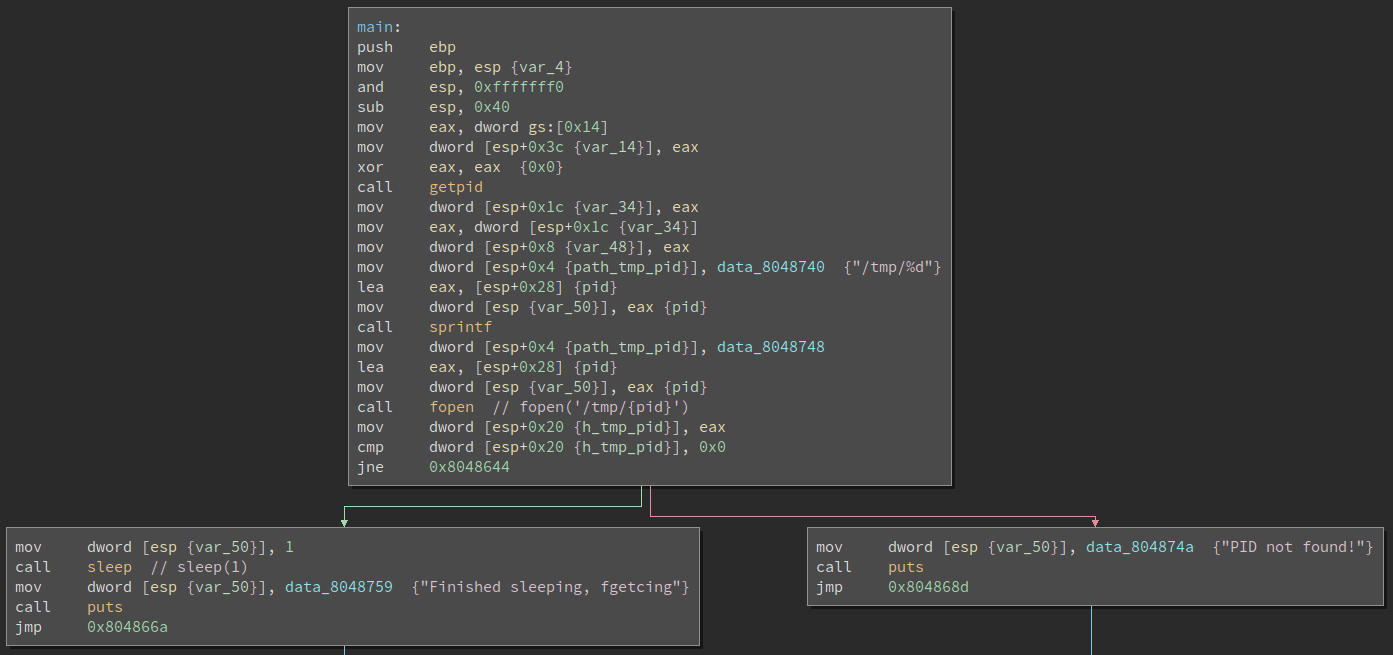 main:
push ebp
mov ebp, esp {var_4}
and esp, 0xfffffff0
sub esp, 0x40
mov eax, dword gs:[0x14]
mov dword [esp+0x3c {var_14}], eax
xor eax, eax {0x0}
call getpid
mov dword [esp+0x1c {var_34}], eax
mov eax, dword [esp+0x1c {var_34}]
mov dword [esp+0x8 {var_48}], eax
mov dword [esp+0x4 {path_tmp_pid}], data_8048740 {"/tmp/%d"}
lea eax, [esp+0x28] {pid}
mov dword [esp {var_50}], eax {pid}
call sprintf
mov dword [esp+0x4 {path_tmp_pid}], data_8048748
lea eax, [esp+0x28] {pid}
mov dword [esp {var_50}], eax {pid}
call fopen // fopen('/tmp/{pid}')
mov dword [esp+0x20 {h_tmp_pid}], eax
cmp dword [esp+0x20 {h_tmp_pid}], 0x0
jne 0x8048644
mov dword [esp {var_50}], 1
call sleep // sleep(1)
mov dword [esp {var_50}], data_8048759 {"Finished sleeping, fgetcing"}
call puts
jmp 0x804866a
mov dword [esp {var_50}], data_804874a {"PID not found!"}
call puts
jmp 0x804868d